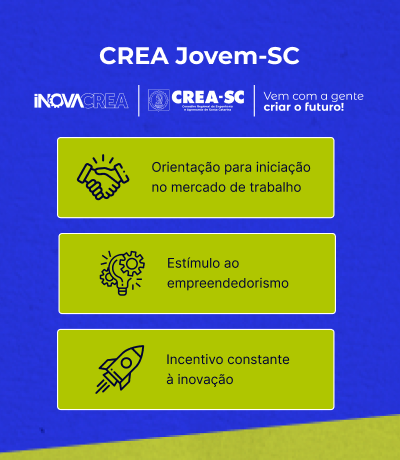 CREA Jovem-SC
iNOVACREA
CREA-SC
Conselho Regional de Engenharia
e Agronomia de Santa Catarina
Vem com a gente
criar o futuro!
Orientação para iniciação
no mercado de trabalho
Estímulo ao
empreendedorismo
Incentivo constante
à inovação